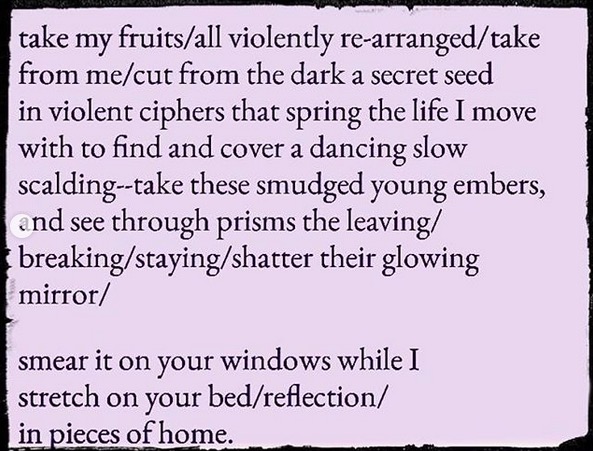 take my fruits/all violently re-arranged/take
from me/cut from the dark a secret seed
in violent ciphers that spring the life I move
with to find and cover a dancing slow
scalding--take these smudged young embers,
and see through prisms the leaving/
breaking/staying/shatter their glowing
mirror/
smear it on your windows while I
stretch on your bed/reflection/
in pieces of home.